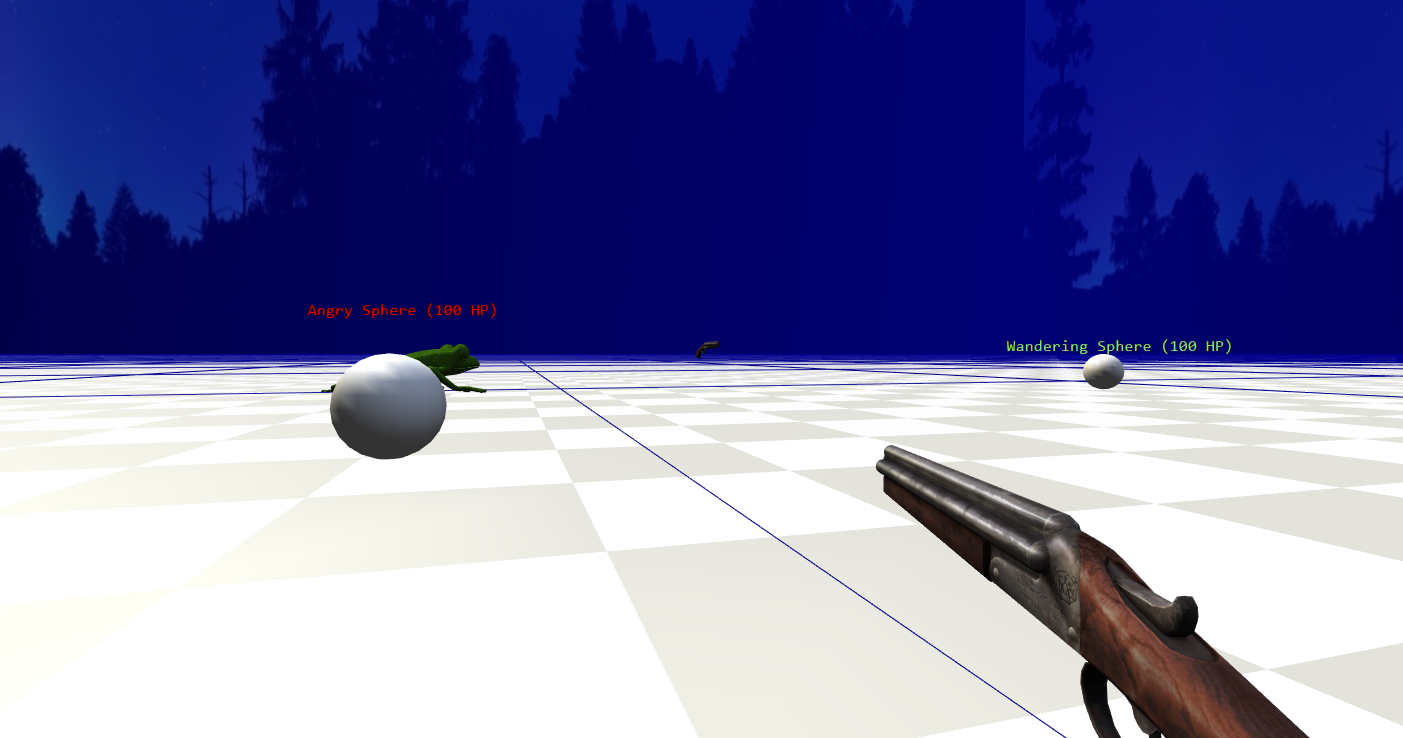 Angry Sphere (100 HP)
Wandering Sphere (100 HP)